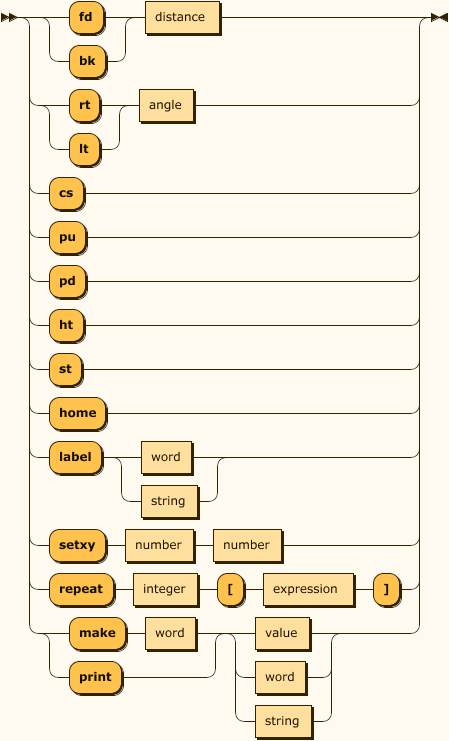 fd distance
bk
rt angle
lt
cs
pu
pd
ht
st
home
label word
string
setxy number number
repeat integer [ expression ]
make word value
print word
string